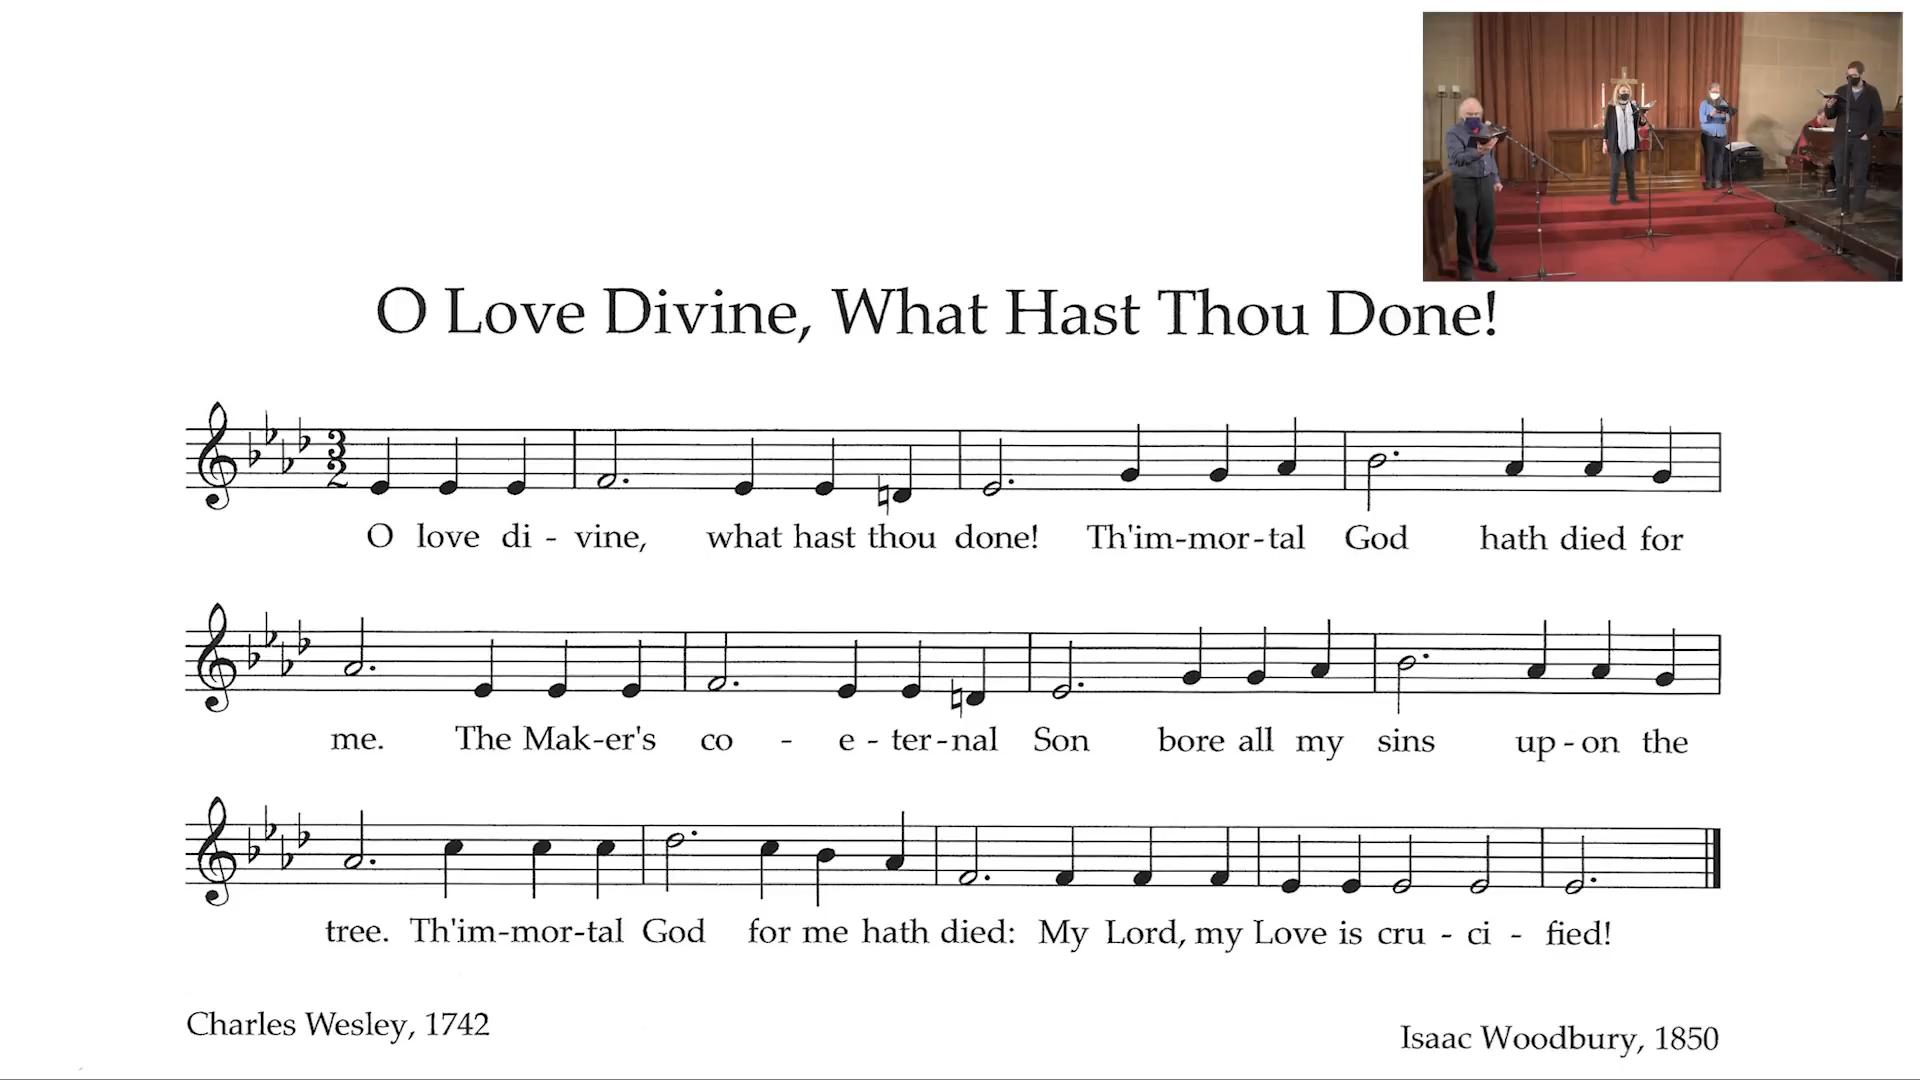 O Love Divine, What Hast Thou Done!
3
2
O love di - vine, what hast thou done! Th'im-mor-tal God hath died for
me. The Mak-er's co - e - ter-nal Son bore all my sins up-on the
tree. Th'im-mor-tal God for me hath died: My Lord, my Love is cru - ci - fied!
Charles Wesley, 1742
Isaac Woodbury, 1850